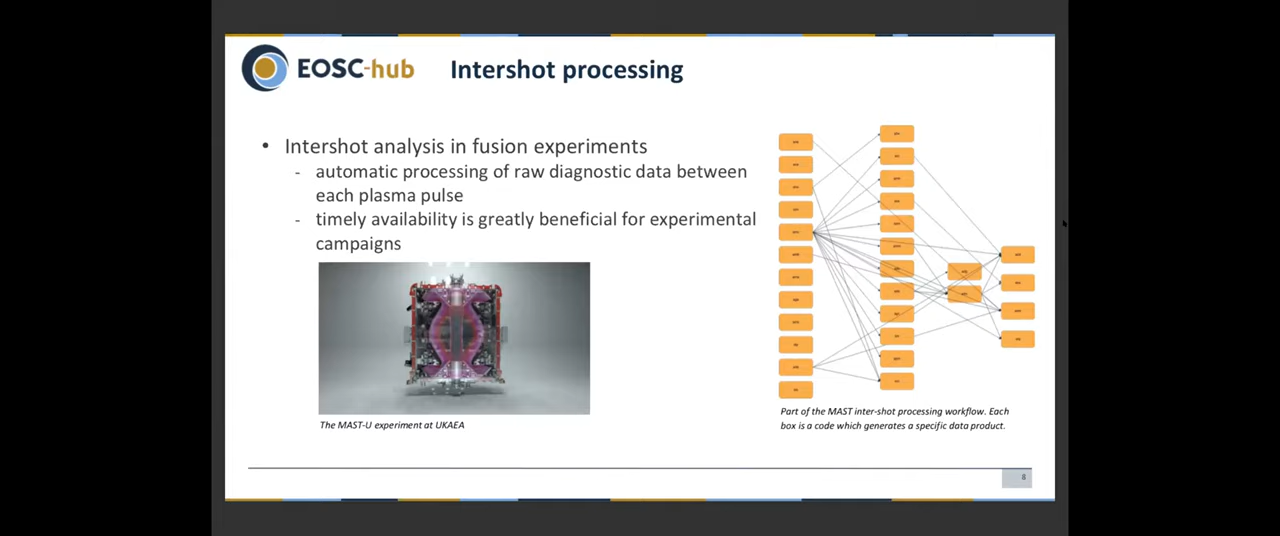 EOSC-hub
Intershot processing
• Intershot analysis in fusion experiments
- automatic processing of raw diagnostic data between
each plasma pulse
- timely availability is greatly beneficial for experimental
campaigns
The MAST-U experiment at UKAEA
Part of the MAST inter-shot processing workflow. Each
box is a code which generates a specific data product.